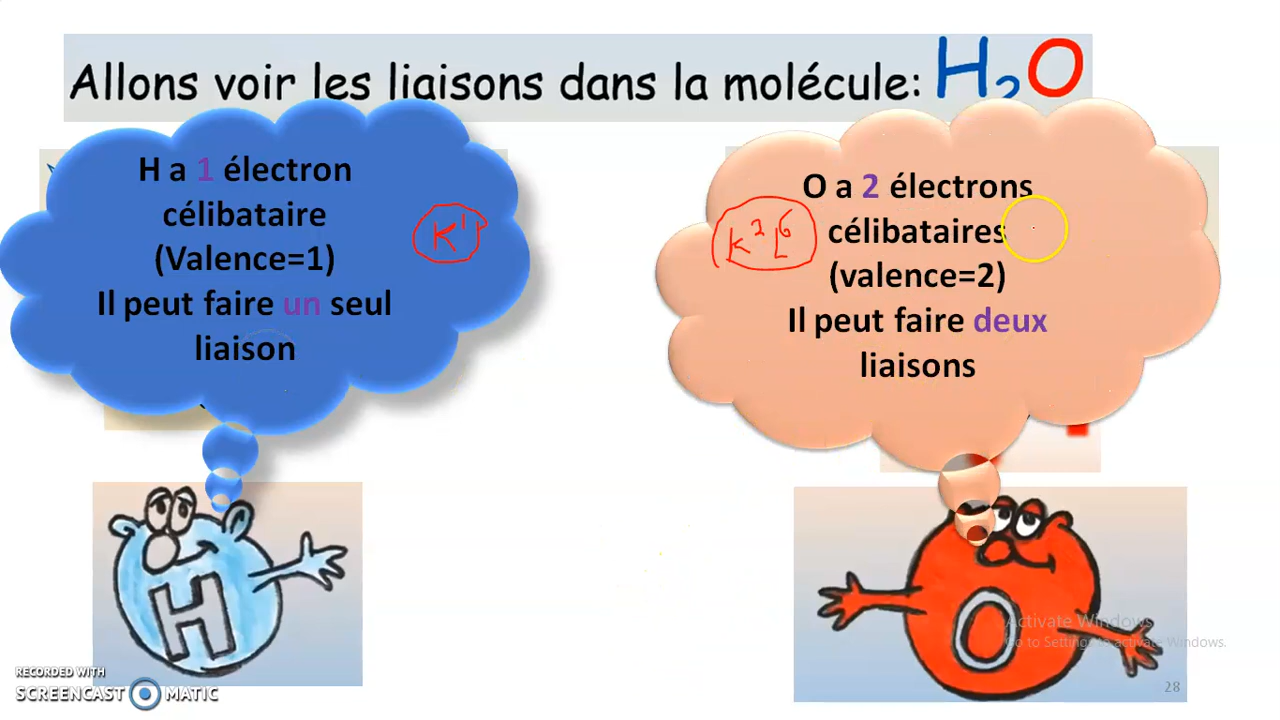 Allons voir les liaisons dans la molécule: H₂O
H a 1 électron
célibataire
(Valence=1)
Il peut faire un seul
liaison
K¹
O a 2 électrons
célibataires
(valence=2)
Il peut faire deux
liaisons
K² L⁶
H
O
Activate Windows
Go to Settings to activate Windows.
RECORDED WITH
SCREENCAST MATIC
28